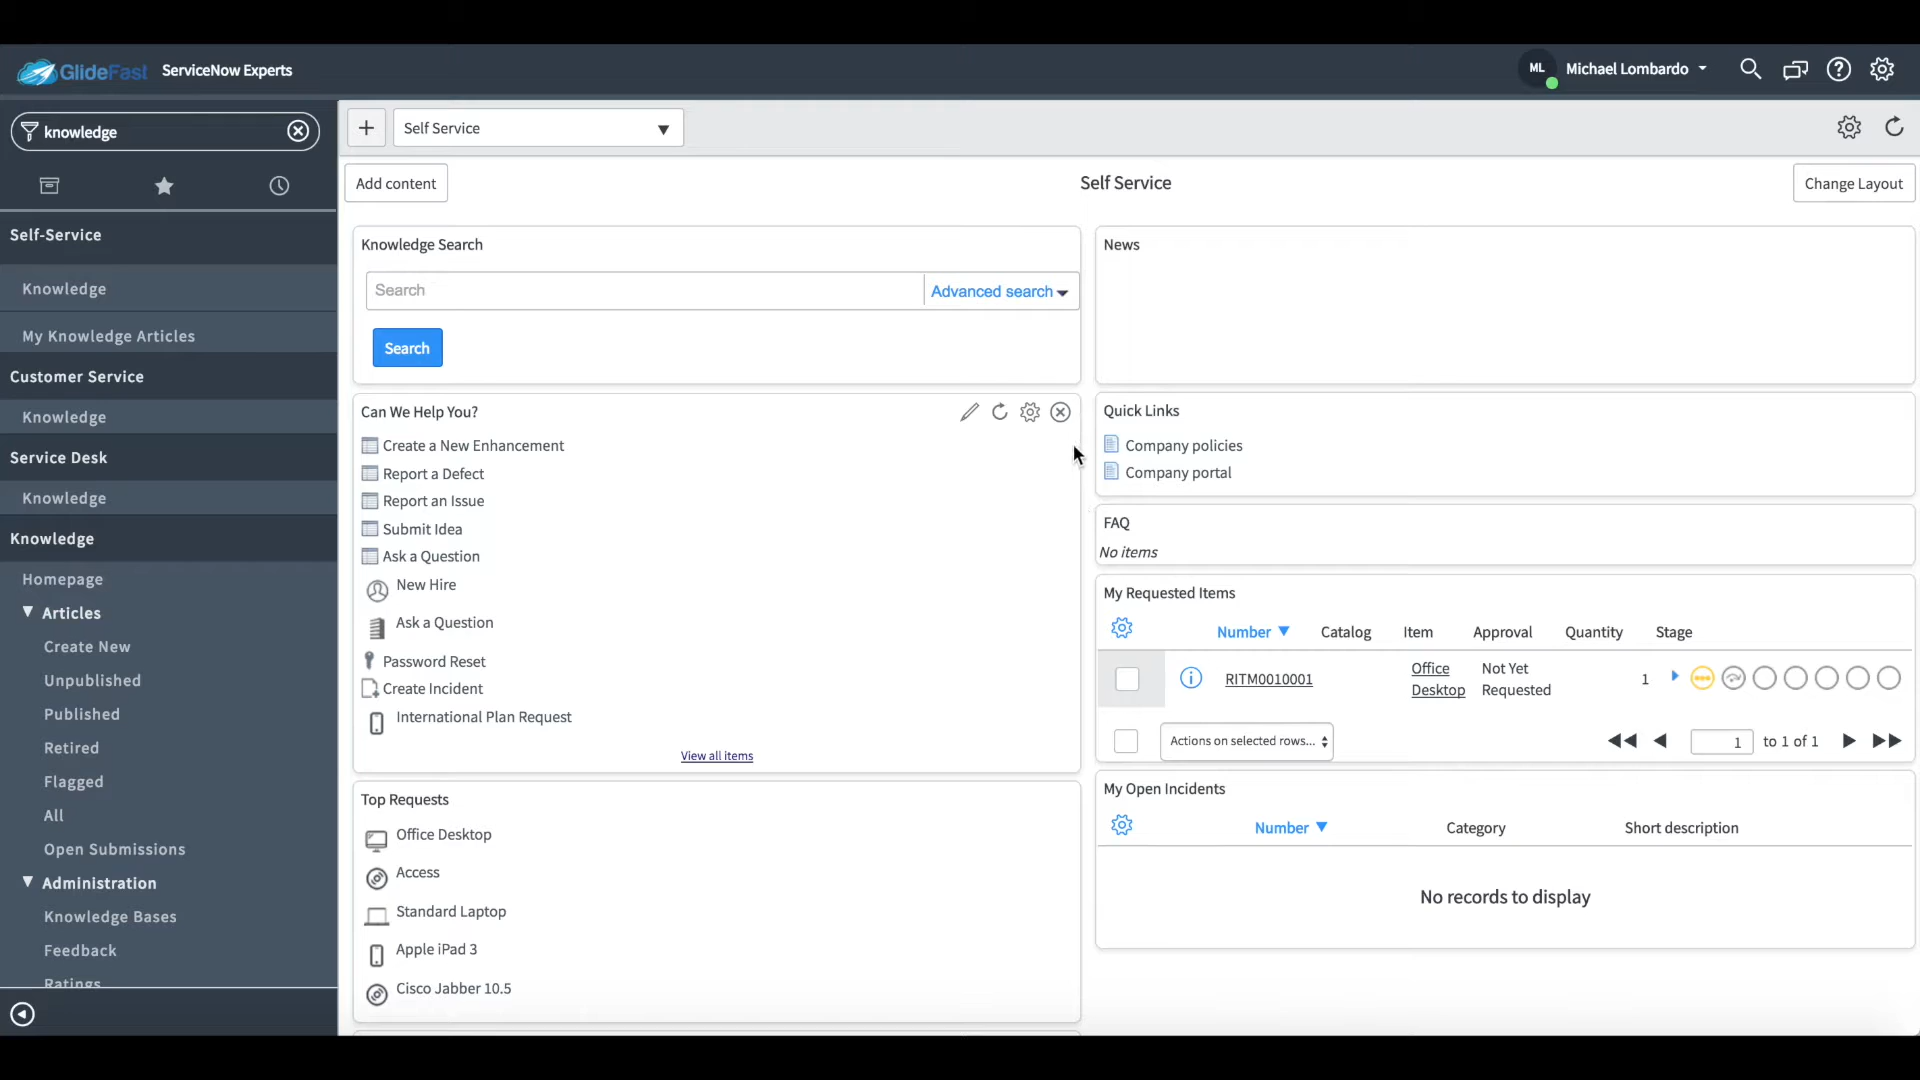 GlideFast ServiceNow Experts
ML Michael Lombardo
knowledge
Self-Service
Knowledge
My Knowledge Articles
Customer Service
Knowledge
Service Desk
Knowledge
Knowledge
Homepage
Articles
Create New
Unpublished
Published
Retired
Flagged
All
Open Submissions
Administration
Knowledge Bases
Feedback
Ratings
Self Service
Add content
Self Service
Change Layout
Knowledge Search
Search Advanced search
Search
Can We Help You?
Create a New Enhancement
Report a Defect
Report an Issue
Submit Idea
Ask a Question
New Hire
Ask a Question
Password Reset
Create Incident
International Plan Request
View all items
Top Requests
Office Desktop
Access
Standard Laptop
Apple iPad 3
Cisco Jabber 10.5
News
Quick Links
Company policies
Company portal
FAQ
No items
My Requested Items
Number Catalog Item Approval Quantity Stage
RITM0010001 Office Desktop Not Yet Requested 1
Actions on selected rows... 1 to 1 of 1
My Open Incidents
Number Category Short description
No records to display